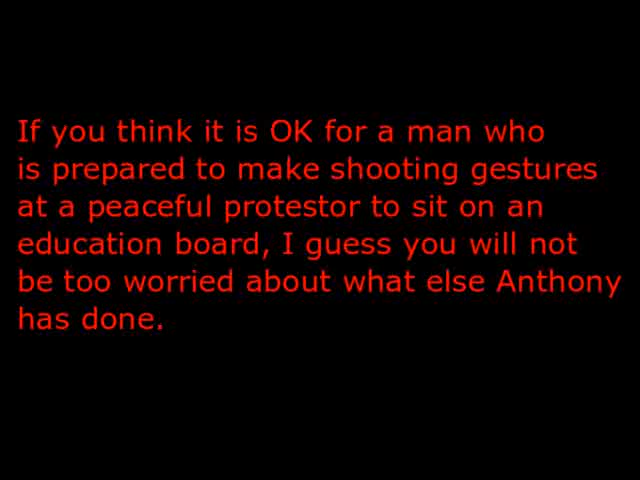 If you think it is OK for a man who
is prepared to make shooting gestures
at a peaceful protestor to sit on an
education board, I guess you will not
be too worried about what else Anthony
has done.